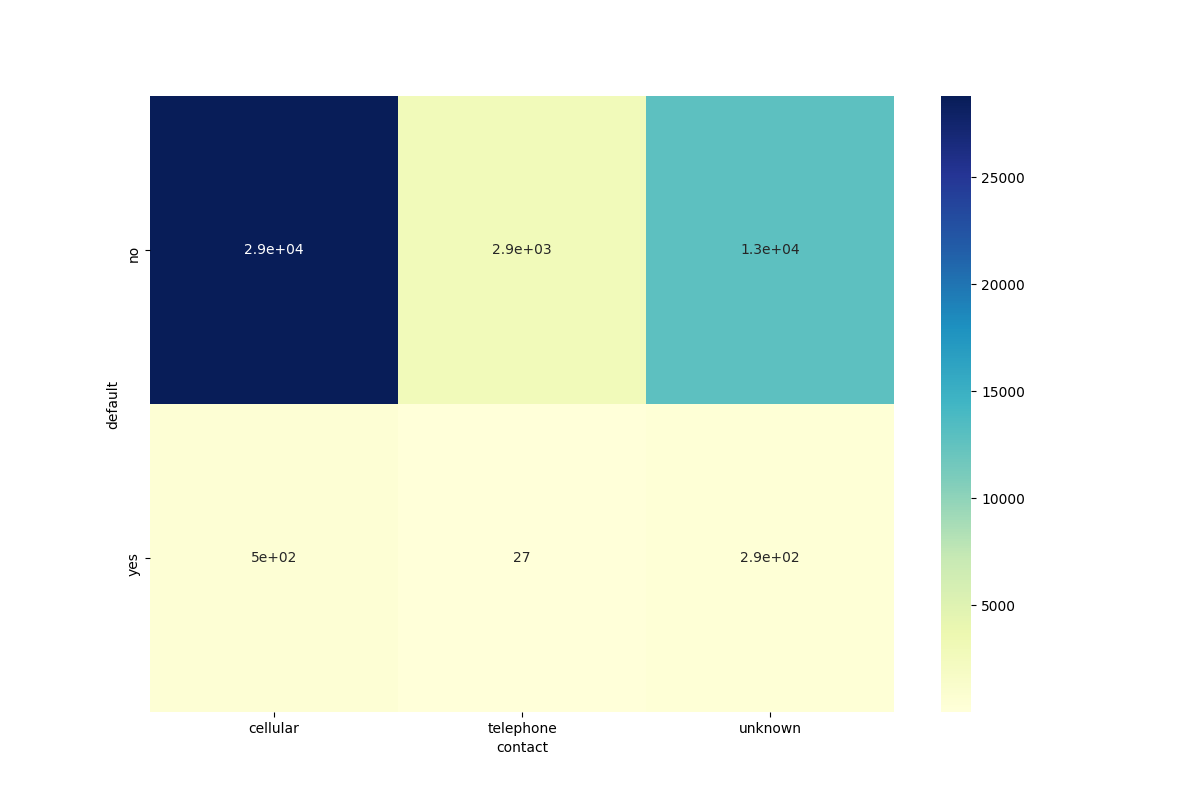 25000
no
2.9e+04 2.9e+03 1.3e+04
20000
default
15000
10000
yes
5e+02 27 2.9e+02
5000
cellular telephone unknown
contact